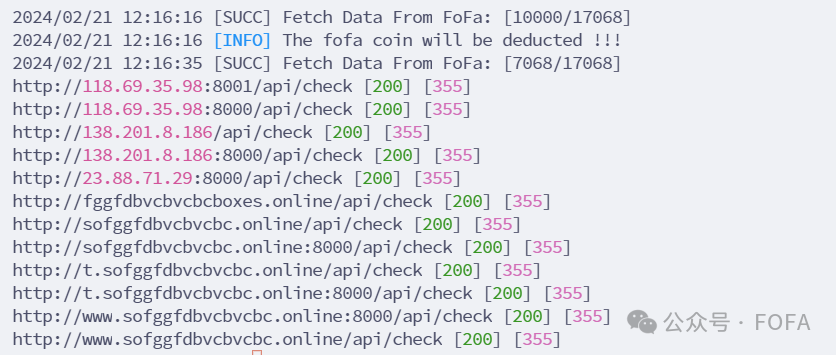 2024/02/21 12:16:16 [SUCC] Fetch Data From FoFa: [10000/17068]
2024/02/21 12:16:16 [INFO] The fofa coin will be deducted !!!
2024/02/21 12:16:35 [SUCC] Fetch Data From FoFa: [7068/17068]
http://118.69.35.98:8001/api/check [200] [355]
http://118.69.35.98:8000/api/check [200] [355]
http://138.201.8.186/api/check [200] [355]
http://138.201.8.186:8000/api/check [200] [355]
http://23.88.71.29:8000/api/check [200] [355]
http://fggfdbvcbvcbcboxes.online/api/check [200] [355]
http://sofggfdbvcbvcbc.online/api/check [200] [355]
http://sofggfdbvcbvcbc.online:8000/api/check [200] [355]
http://t.sofggfdbvcbvcbc.online/api/check [200] [355]
http://t.sofggfdbvcbvcbc.online:8000/api/check [200] [355]
http://www.sofggfdbvcbvcbc.online:8000/api/check [200] [355]
http://www.sofggfdbvcbvcbc.online/api/check [200] [355]
公众号 · FOFA